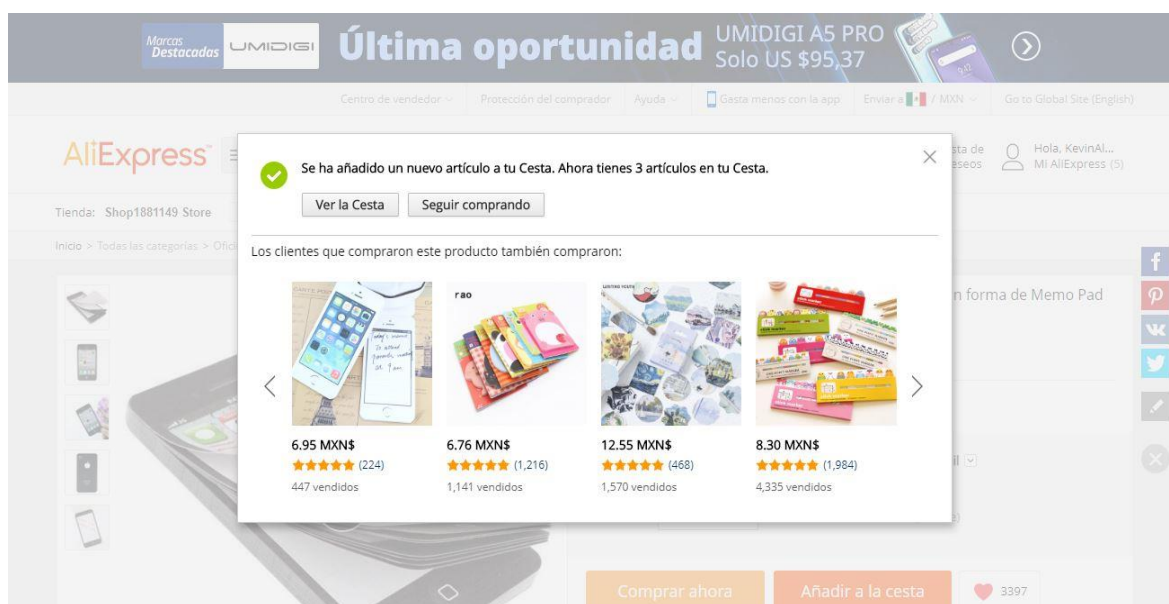 Marcas
Destacadas
UMIDIGI
Última oportunidad
UMIDIGI A5 PRO
Solo US $95,37
Centro de vendedor
Protección del comprador
Ayuda
Gasta menos con la app
Enviar a / MXN
Go to Global Site (English)
AliExpress™
Hola, KevinAl...
Mi AliExpress (5)
Tienda: Shop1881149 Store
Inicio > Todas las categorías >
Se ha añadido un nuevo artículo a tu Cesta. Ahora tienes 3 artículos en tu Cesta.
Ver la Cesta
Seguir comprando
Los clientes que compraron este producto también compraron:
rao
6.95 MXN$
(224)
447 vendidos
6.76 MXN$
(1,216)
1,141 vendidos
12.55 MXN$
(468)
1,570 vendidos
8.30 MXN$
(1,984)
4,335 vendidos
n forma de Memo Pad
Comprar ahora
Añadir a la cesta
3397